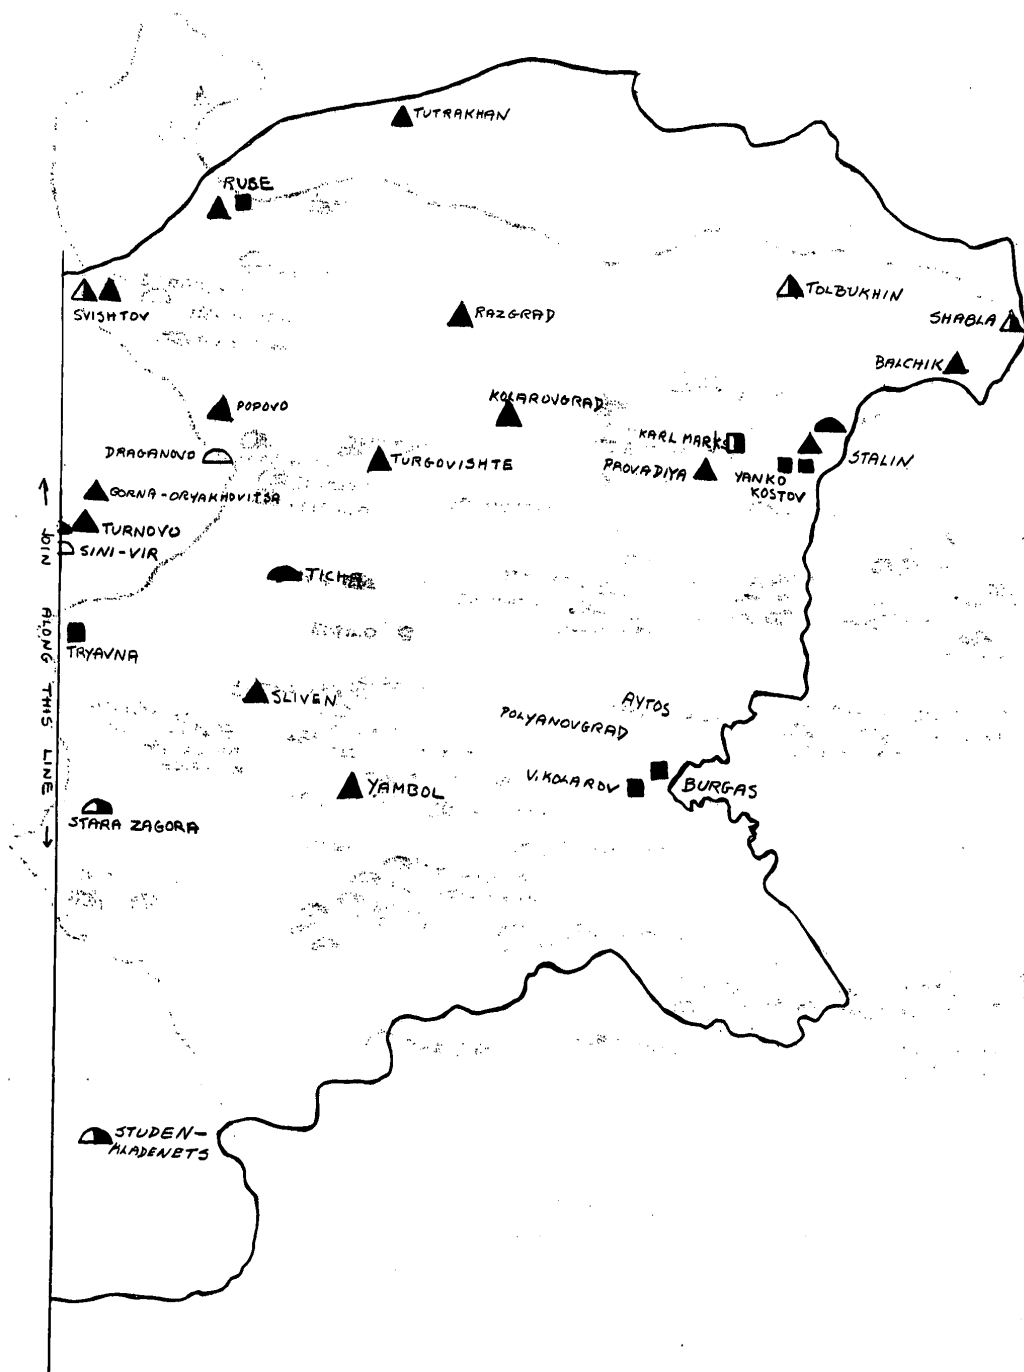 TUTRAKHAN
RUSE
TOLBUKHIN
SVISHTOV
RAZGRAD
SHABLA
BALCHIK
KOLAROVGRAD
POPOVO
KARL MARKS
DRAGANOVO
TURGOVISHTE
STALIN
PROVADIYA
YANKO
KOSTOV
GORNA-ORYAKHOVITSA
TURNOVO
SINI-VIR
TICHA
JOIN ALONG THIS LINE
TRYAVNA
SLIVEN
AYTOS
POLYANOVGRAD
V. KOLAROV
YAMBOL
BURGAS
STARA ZAGORA
STUDEN-
KLADENETS